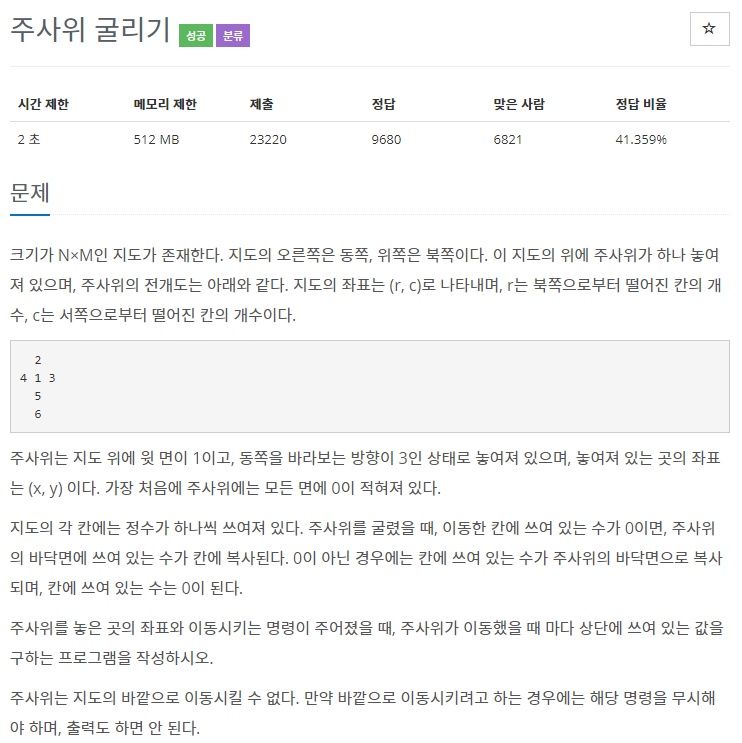 주사위 굴리기 성공 분류
☆
시간 제한 메모리 제한 제출 정답 맞은 사람 정답 비율
2 초 512 MB 23220 9680 6821 41.359%
문제
크기가 N×M인 지도가 존재한다. 지도의 오른쪽은 동쪽, 위쪽은 북쪽이다. 이 지도의 위에 주사위가 하나 놓여
져 있으며, 주사위의 전개도는 아래와 같다. 지도의 좌표는 (r, c)로 나타내며, r는 북쪽으로부터 떨어진 칸의 개
수, c는 서쪽으로부터 떨어진 칸의 개수이다.
2
4 1 3
5
6
주사위는 지도 위에 윗 면이 1이고, 동쪽을 바라보는 방향이 3인 상태로 놓여져 있으며, 놓여져 있는 곳의 좌표
는 (x, y) 이다. 가장 처음에 주사위에는 모든 면에 0이 적혀져 있다.
지도의 각 칸에는 정수가 하나씩 쓰여져 있다. 주사위를 굴렸을 때, 이동한 칸에 쓰여 있는 수가 0이면, 주사위
의 바닥면에 쓰여 있는 수가 칸에 복사된다. 0이 아닌 경우에는 칸에 쓰여 있는 수가 주사위의 바닥면으로 복사
되며, 칸에 쓰여 있는 수는 0이 된다.
주사위를 놓은 곳의 좌표와 이동시키는 명령이 주어졌을 때, 주사위가 이동했을 때 마다 상단에 쓰여 있는 값을
구하는 프로그램을 작성하시오.
주사위는 지도의 바깥으로 이동시킬 수 없다. 만약 바깥으로 이동시키려고 하는 경우에는 해당 명령을 무시해
야 하며, 출력도 하면 안 된다.